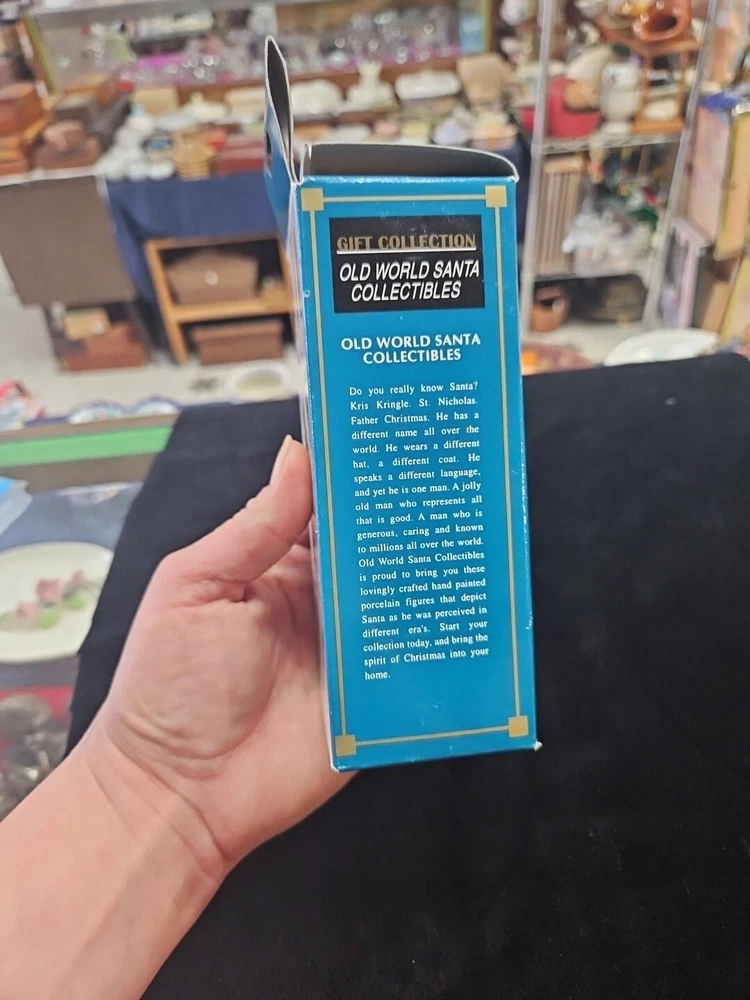 GIFT COLLECTION
OLD WORLD SANTA
COLLECTIBLES
OLD WORLD SANTA
COLLECTIBLES
Do you really know Santa?
Kris Kringle. St. Nicholas.
Father Christmas. He has a
different name all over the
world. He wears a different
hat, a different coat. He
speaks a different language,
and yet he is one man. A jolly
old man who represents all
that is good. A man who is
generous, caring and known
to millions all over the world.
Old World Santa Collectibles
is proud to bring you these
lovingly crafted hand painted
porcelain figures that depict
Santa as he was perceived in
different era's. Start your
collection today, and bring the
spirit of Christmas into your
home.